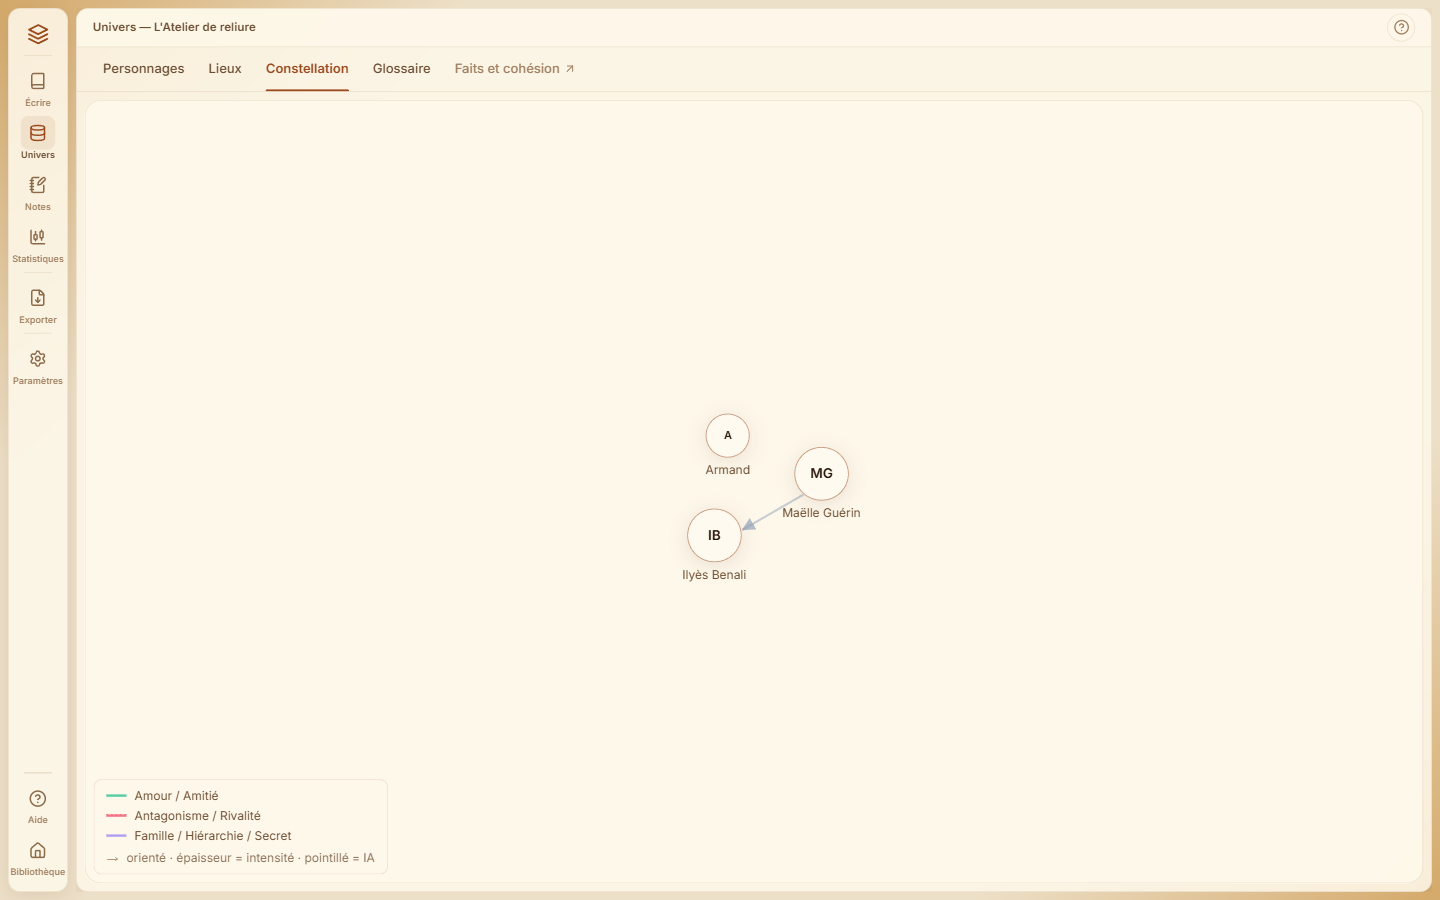 Univers — L'Atelier de reliure
Écrire
Univers
Notes
Statistiques
Exporter
Paramètres
Aide
Bibliothèque
Personnages Lieux Constellation Glossaire Faits et cohésion ↗
A
Armand
MG
Maëlle Guérin
IB
Ilyès Benali
Amour / Amitié
Antagonisme / Rivalité
Famille / Hiérarchie / Secret
→ orienté · épaisseur = intensité · pointillé = IA